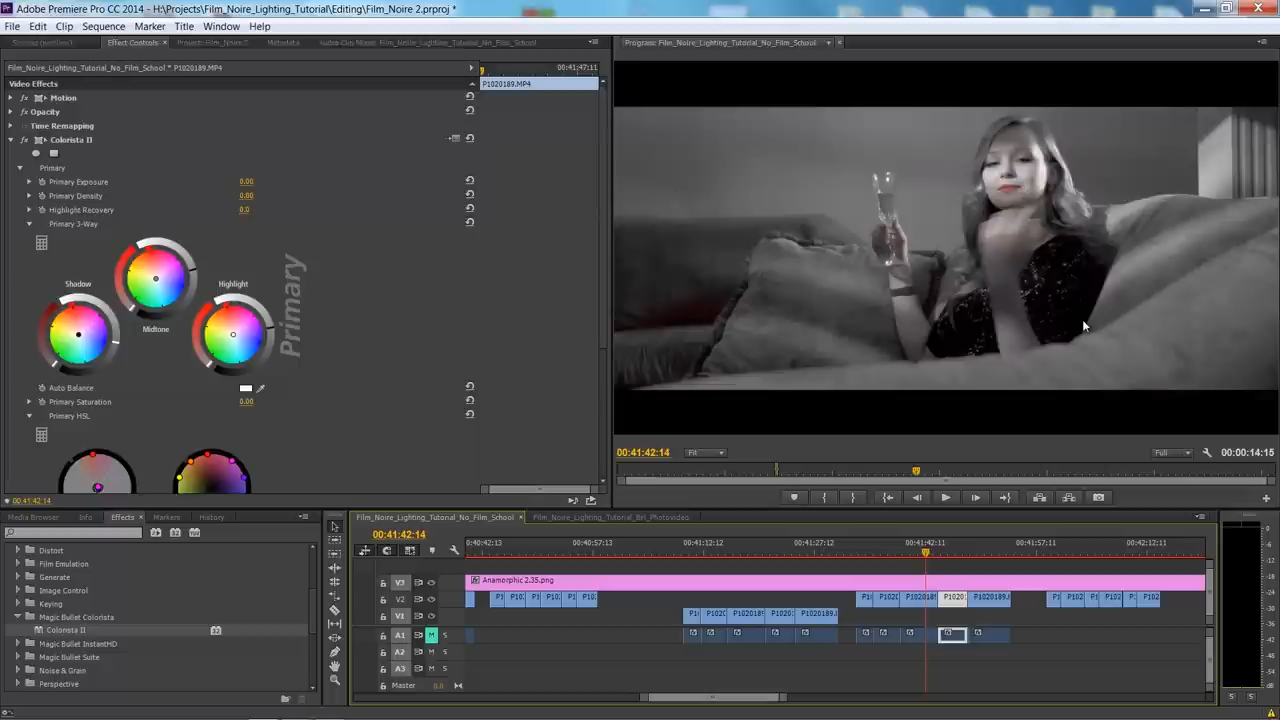 Adobe Premiere Pro CC 2014 - H:\Projects\Film_Noire_Lighting_Tutorial\Editing\Film_Noire 2.prproj *
File Edit Clip Sequence Marker Title Window Help
Effect Controls × Metadata
Program: Film_Noire_Lighting_Tutorial_No_Film_School
Film_Noire_Lighting_Tutorial_No_Film_School * P1020189.MP4
00:41:47:11
Video Effects
P1020189.MP4
fx Motion
fx Opacity
Time Remapping
fx Colorista II
Primary
Primary Exposure 0.00
Primary Density 0.00
Highlight Recovery 0.0
Primary 3-Way
Primary
Shadow
Highlight
Midtone
Auto Balance
Primary Saturation 0.00
Primary HSL
00:41:42:14
00:41:42:14 Fit Full 00:00:14:15
Media Browser Info Effects × Markers History
Distort
Film Emulation
Generate
Image Control
Keying
Magic Bullet Colorista
Colorista II
Magic Bullet InstantHD
Magic Bullet Suite
Noise & Grain
Perspective
Film_Noire_Lighting_Tutorial_No_Film_School × Film_Noire_Lighting_Tutorial_Bri_Photovideo
00:41:42:14
0:40:42:13 00:40:57:13 00:41:12:12 00:41:27:12 00:41:42:11 00:41:57:11 00:42:12:11
V3 Anamorphic 2.35.png
V2
V1
A1 M S
A2 M S
A3 M S
Master 0.0
S S